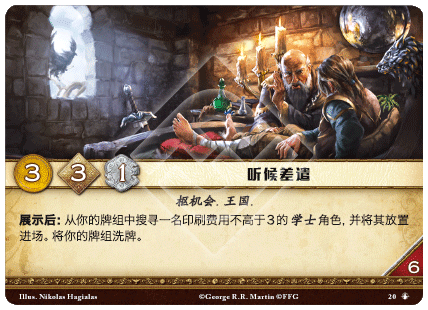 3 3 1 听候差遣
枢机会. 王国.
展示后: 从你的牌组中搜寻一名印刷费用不高于3的 学士 角色，并将其放置
进场。将你的牌组洗牌。
6
Illus. Nikolas Hagialas ©George R.R. Martin ©FFG 20